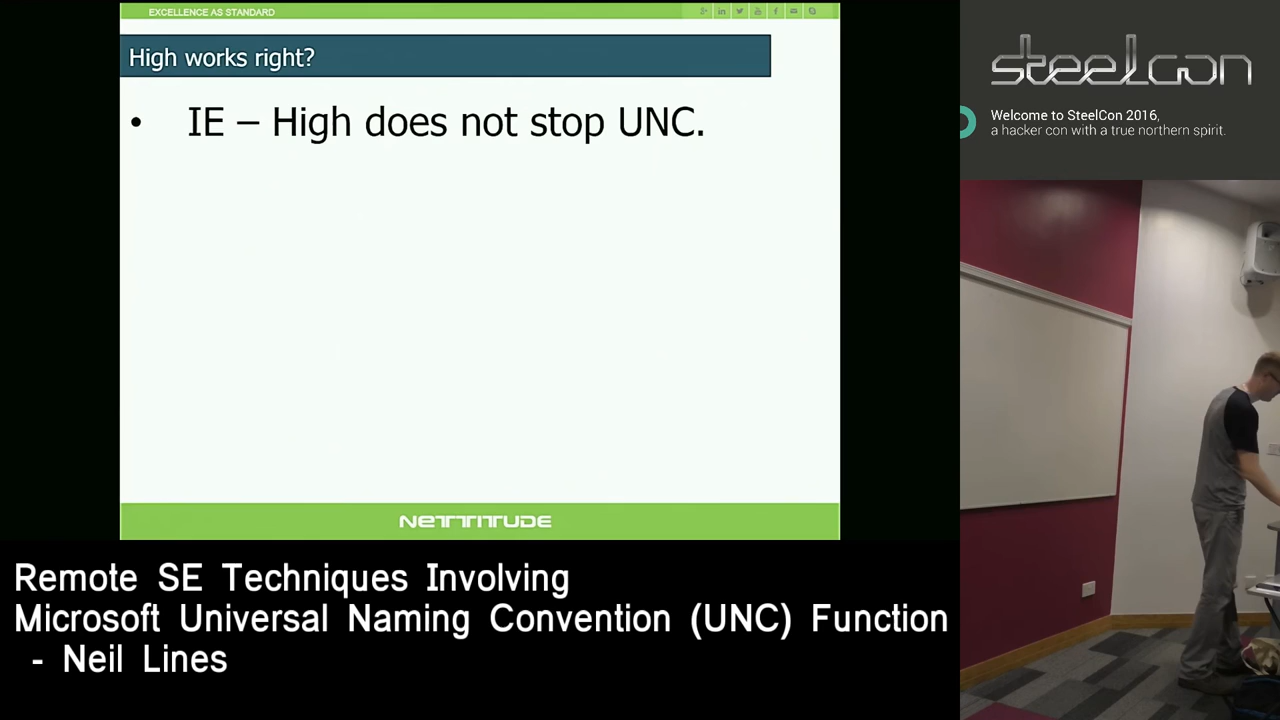 EXCELLENCE AS STANDARD
High works right?
• IE – High does not stop UNC.
NETTITUDE
steelcon
Welcome to SteelCon 2016,
a hacker con with a true northern spirit.
Remote SE Techniques Involving
Microsoft Universal Naming Convention (UNC) Function
- Neil Lines